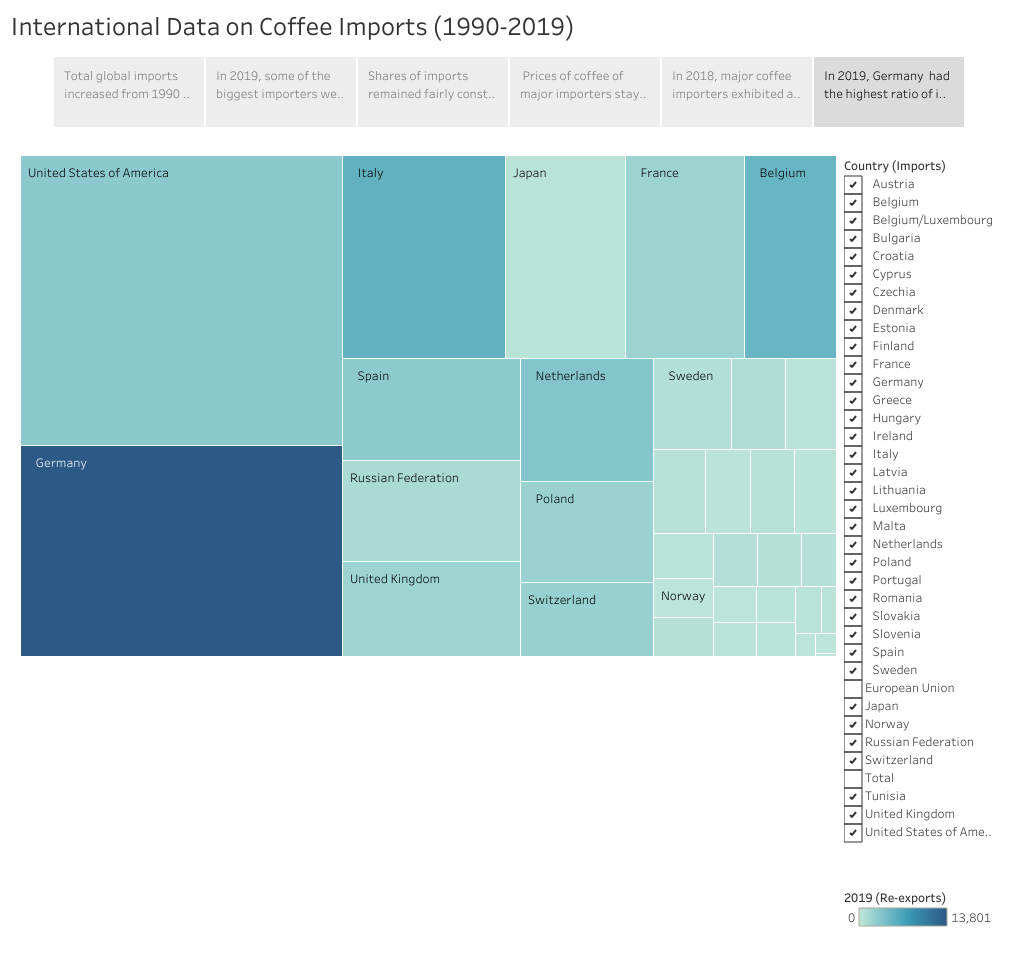 International Data on Coffee Imports (1990-2019)
Total global imports
increased from 1990 ..
In 2019, some of the
biggest importers we..
Shares of imports
remained fairly const..
Prices of coffee of
major importers stay..
In 2018, major coffee
importers exhibited a..
In 2019, Germany had
the highest ratio of i..
United States of America
Italy
Japan
France
Belgium
Spain
Netherlands
Sweden
Germany
Russian Federation
Poland
United Kingdom
Switzerland
Norway
Country (Imports)
Austria
Belgium
Belgium/Luxembourg
Bulgaria
Croatia
Cyprus
Czechia
Denmark
Estonia
Finland
France
Germany
Greece
Hungary
Ireland
Italy
Latvia
Lithuania
Luxembourg
Malta
Netherlands
Poland
Portugal
Romania
Slovakia
Slovenia
Spain
Sweden
European Union
Japan
Norway
Russian Federation
Switzerland
Total
Tunisia
United Kingdom
United States of Ame..
2019 (Re-exports)
0 13,801